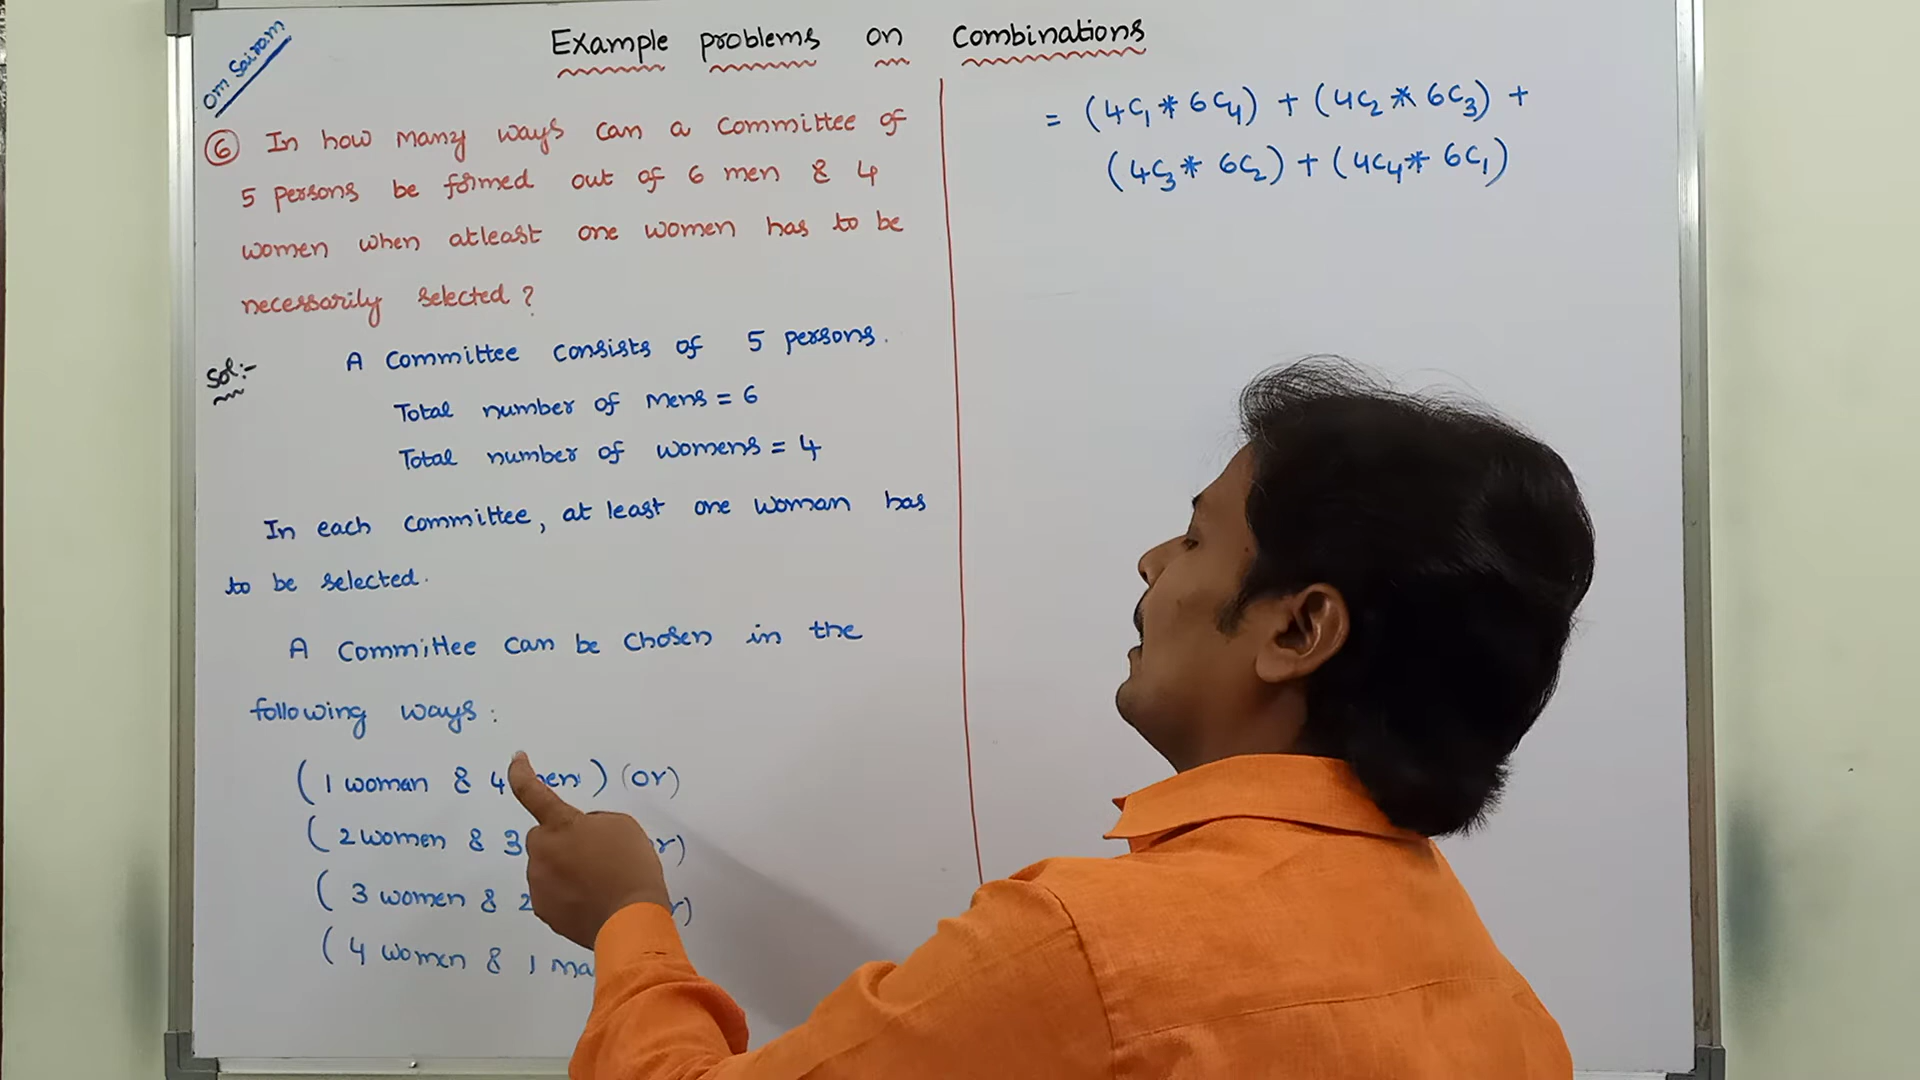 Om Sairam
Example problems on Combinations
⑥ In how many ways can a committee of
5 persons be formed out of 6 men & 4
women when atleast one women has to be
necessarily selected?
Sol:-
A Committee consists of 5 persons.
Total number of mens = 6
Total number of womens = 4
In each committee, at least one woman has
to be selected.
A Committee can be chosen in the
following ways:
(1 woman & 4 men) (or)
(2 women & 3
(3 women & 2
(4 women & 1
= (4C₁ * 6C₄) + (4C₂ * 6C₃) +
(4C₃ * 6C₂) + (4C₄ * 6C₁)